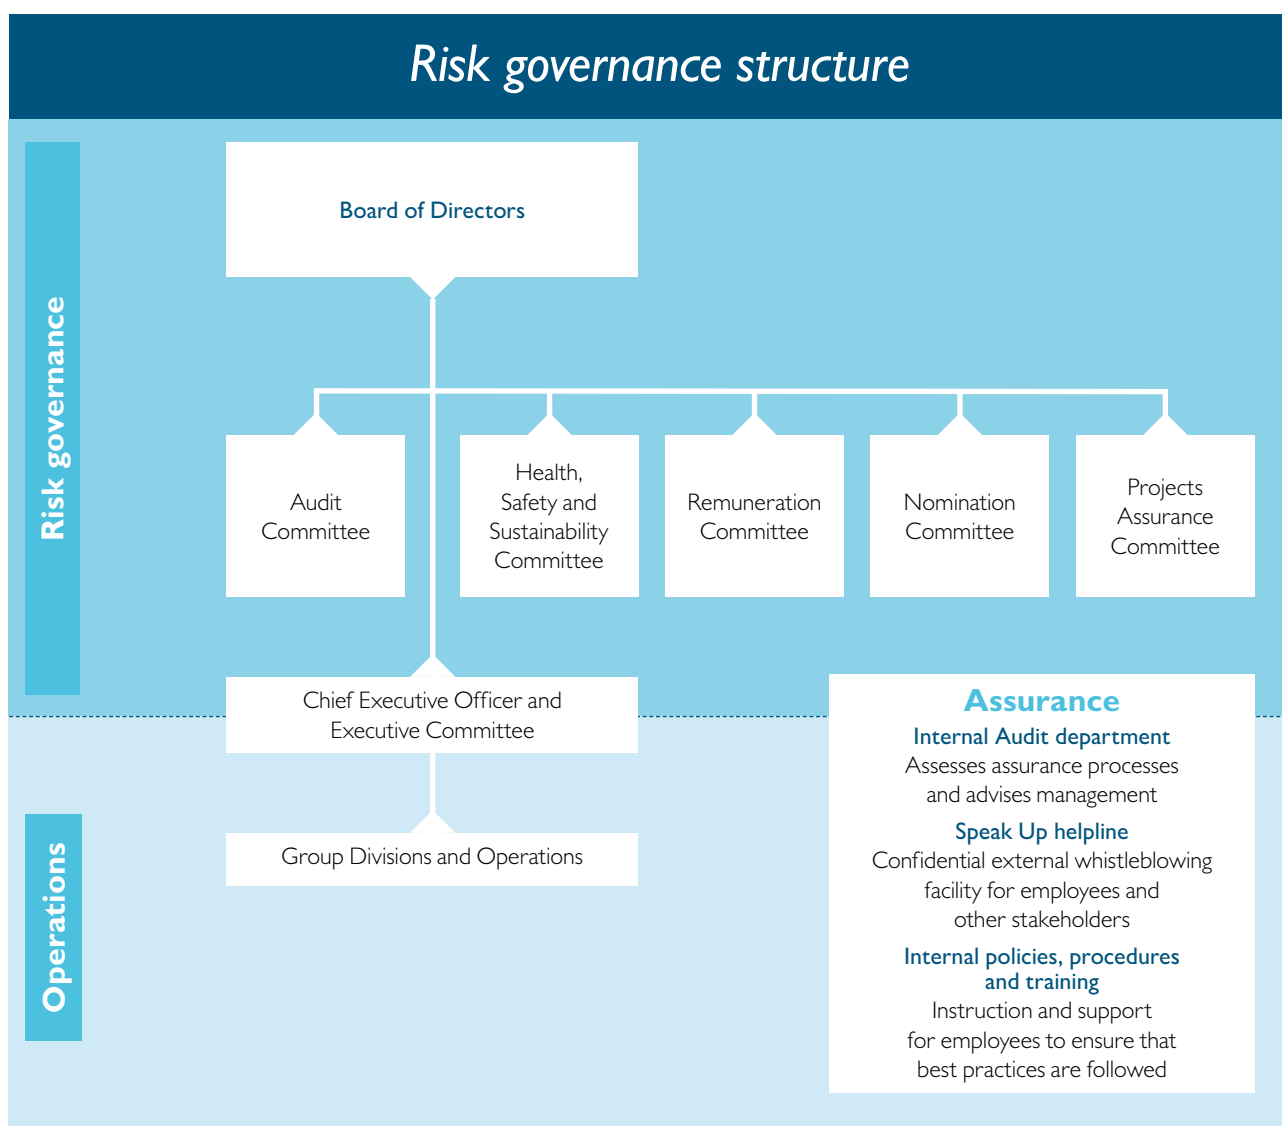 Risk governance structure
Risk governance
Board of Directors
Audit
Committee
Health,
Safety and
Sustainability
Committee
Remuneration
Committee
Nomination
Committee
Projects
Assurance
Committee
Chief Executive Officer and
Executive Committee
Operations
Group Divisions and Operations
Assurance
Internal Audit department
Assesses assurance processes
and advises management
Speak Up helpline
Confidential external whistleblowing
facility for employees and
other stakeholders
Internal policies, procedures
and training
Instruction and support
for employees to ensure that
best practices are followed